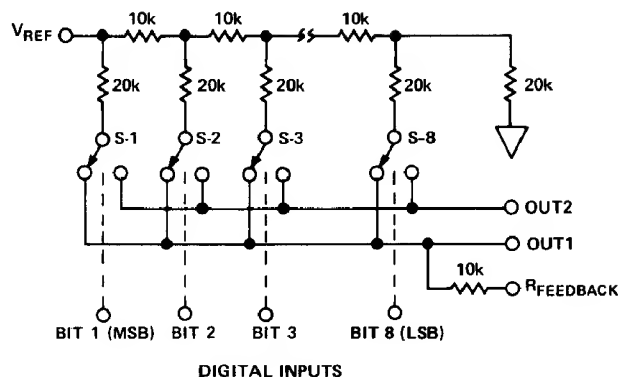 10k 10k 10k
VREF
20k 20k 20k 20k 20k
S-1 S-2 S-3 S-8
OUT2
OUT1
10k
RFEEDBACK
BIT 1 (MSB) BIT 2 BIT 3 BIT 8 (LSB)
DIGITAL INPUTS